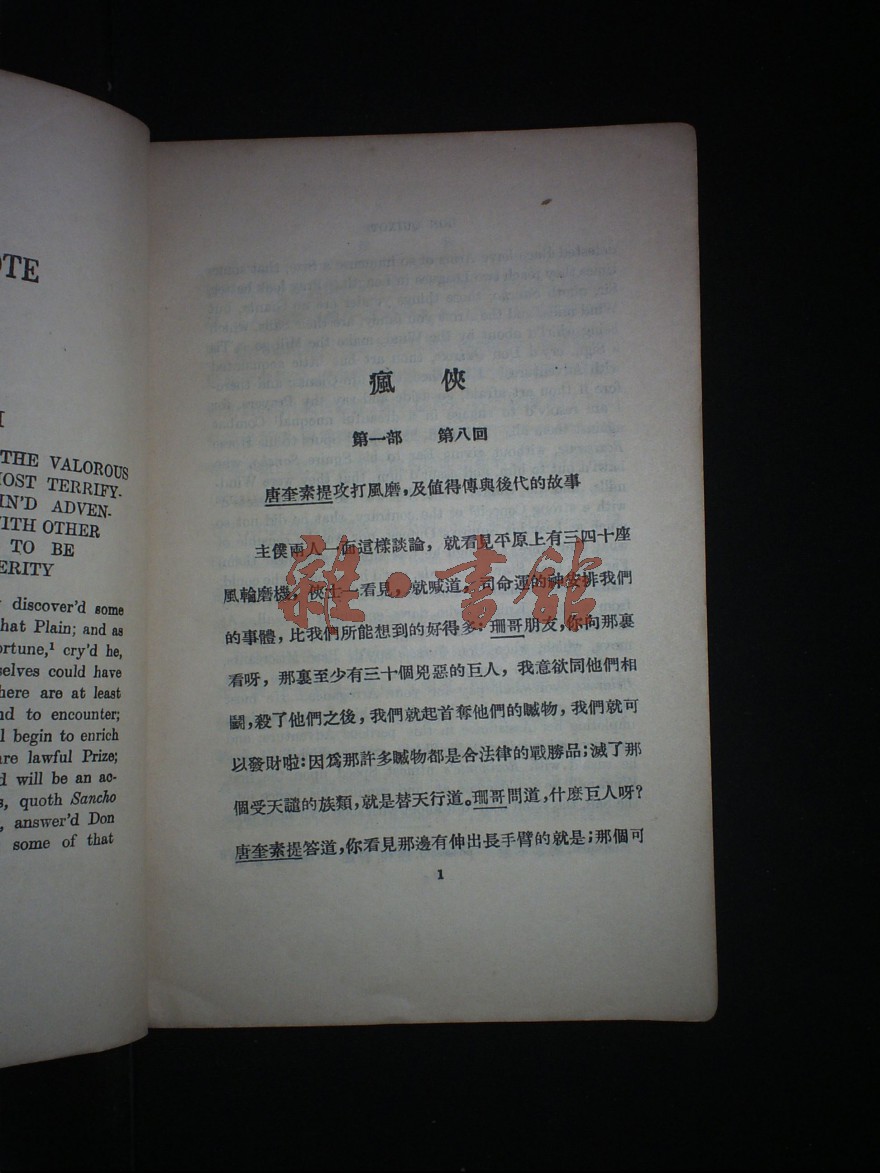 OTE
THE VALOROUS
MOST TERRIFY-
IN'D ADVEN-
WITH OTHER
TO BE
ERITY
discover'd some
hat Plain; and as
ortune,¹ cry'd he,
selves could have
here are at least
nd to encounter;
l begin to enrich
are lawful Prize;
d will be an ac-
s, quoth Sancho
, answer'd Don
some of that
DON QUIXOTE
瘋 俠
第一部 第八回
唐奎素提攻打風磨,及值得傳與後代的故事
主僕兩人一面這樣談論,就看見平原上有三四十座
風輪磨機,俠士一看見,就喊道,司命運的神安排我們
的事體,比我們所能想到的好得多:珊哥朋友,你向那裏
看呀,那裏至少有三十個兇惡的巨人,我意欲同他們相
鬭,殺了他們之後,我們就起首奪他們的贓物,我們就可
以發財啦:因爲那許多贓物都是合法律的戰勝品;滅了那
個受天譴的族類,就是替天行道。珊哥問道,什麽巨人呀?
唐奎素提答道,你看見那邊有伸出長手臂的就是;那個可
1
雜·書館